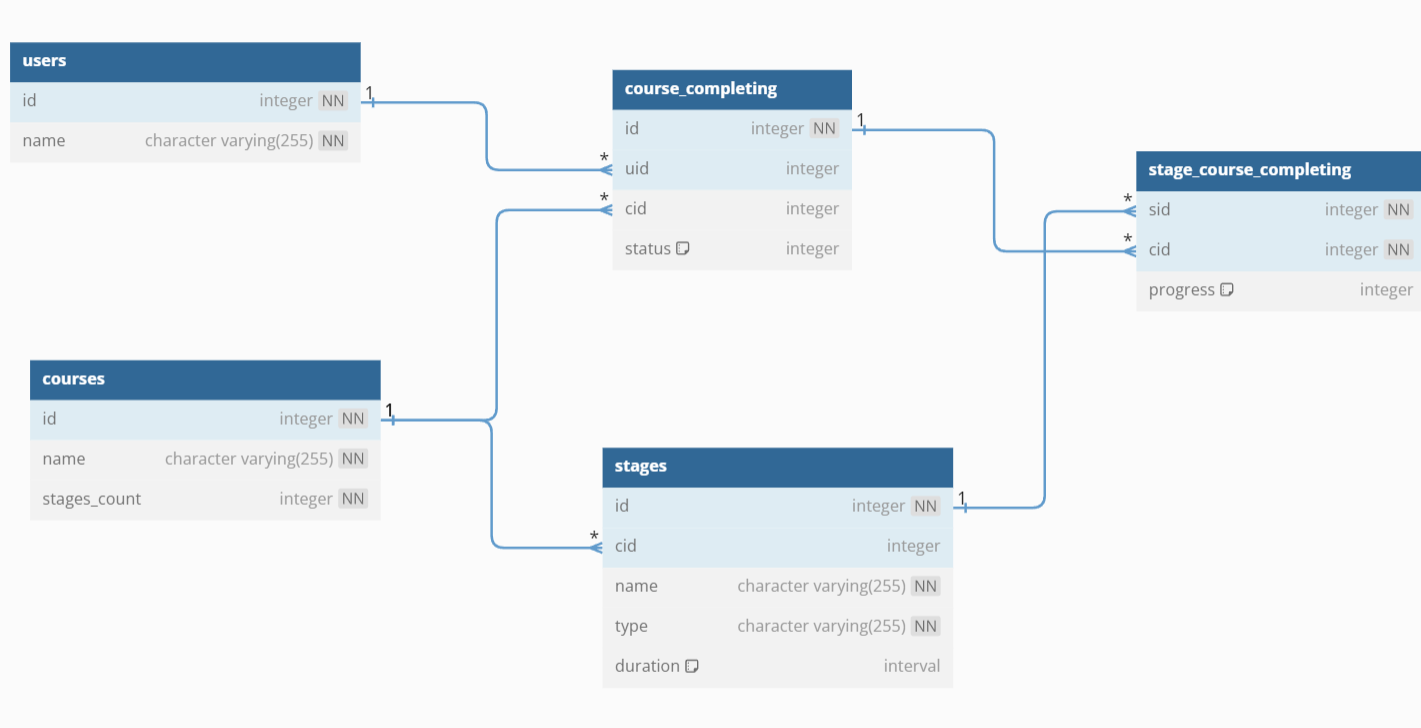 users
id integer NN
name character varying(255) NN
1
course_completing
id integer NN
uid integer
cid integer
status integer
*
*
1
stage_course_completing
sid integer NN
cid integer NN
progress integer
*
*
courses
id integer NN
name character varying(255) NN
stages_count integer NN
1
stages
id integer NN
cid integer
name character varying(255) NN
type character varying(255) NN
duration interval
*
1